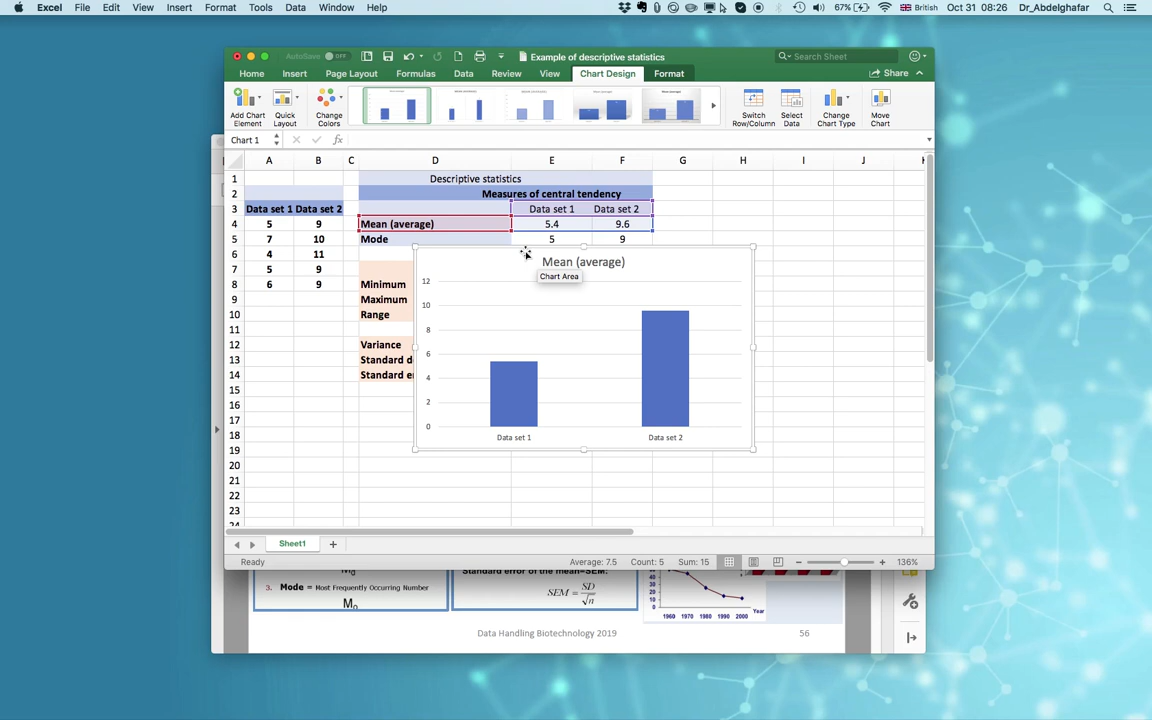 Excel File Edit View Insert Format Tools Data Window Help 67% British Oct 31 08:26 Dr_Abdelghafar
AutoSave OFF Example of descriptive statistics Search Sheet
Home Insert Page Layout Formulas Data Review View Chart Design Format Share
Add Chart Element
Quick Layout
Change Colors
Switch Row/Column
Select Data
Change Chart Type
Move Chart
Chart 1 fx
A B C D E F G H I J
1 Descriptive statistics
2 Measures of central tendency
3 Data set 1 Data set 2 Data set 1 Data set 2
4 5 9 Mean (average) 5.4 9.6
5 7 10 Mode 5 9
6 4 11
7 5 9
8 6 9 Minimum
9 Maximum
10 Range
11
12 Variance
13 Standard d
14 Standard e
15
16
17
18
19
20
21
22
23
24
Mean (average)
Chart Area
12
10
8
6
4
2
0
Data set 1 Data set 2
Sheet1
Ready Average: 7.5 Count: 5 Sum: 15 136%
3. Mode = Most Frequently Occurring Number
Standard error of the mean=SEM:
SEM = SD / √n
50
40
30
20
10
0
1960 1970 1980 1990 2000 Year
Data Handling Biotechnology 2019 56